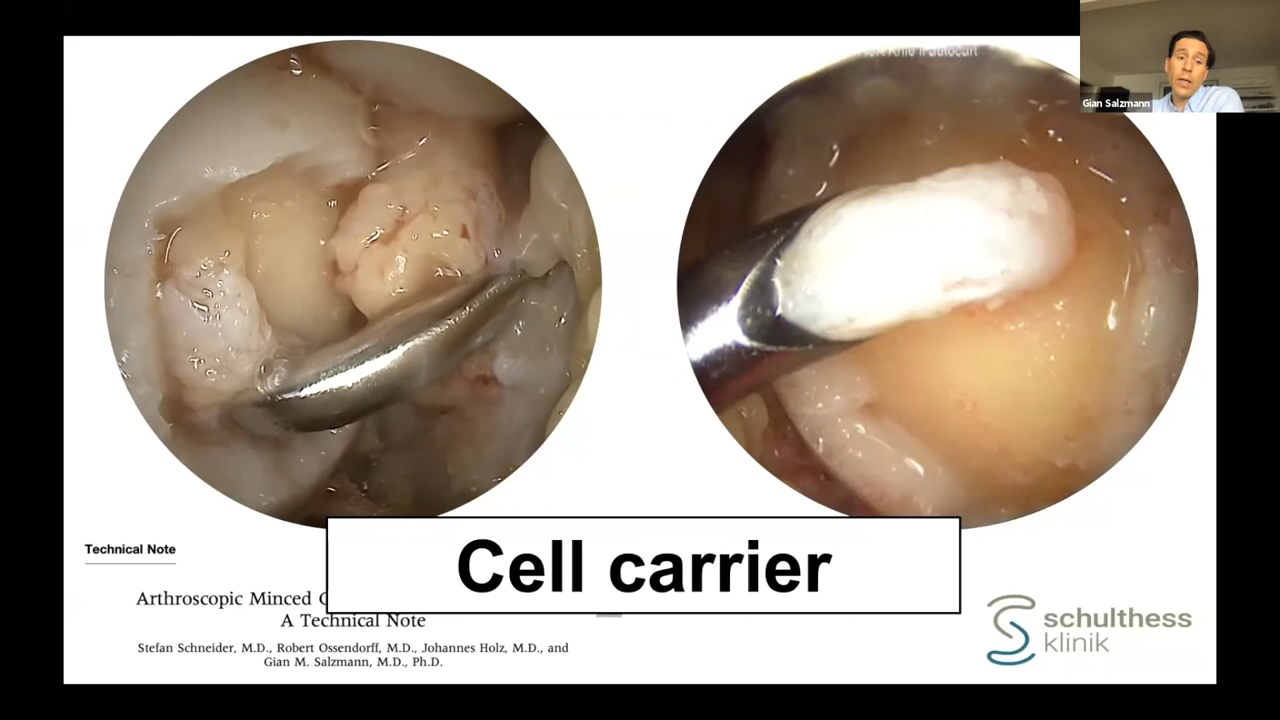 Gian Salzmann
Cell carrier
Technical Note
Arthroscopic Minced
A Technical Note
Stefan Schneider, M.D., Robert Ossendorff, M.D., Johannes Holz, M.D., and
Gian M. Salzmann, M.D., Ph.D.
schulthess
klinik